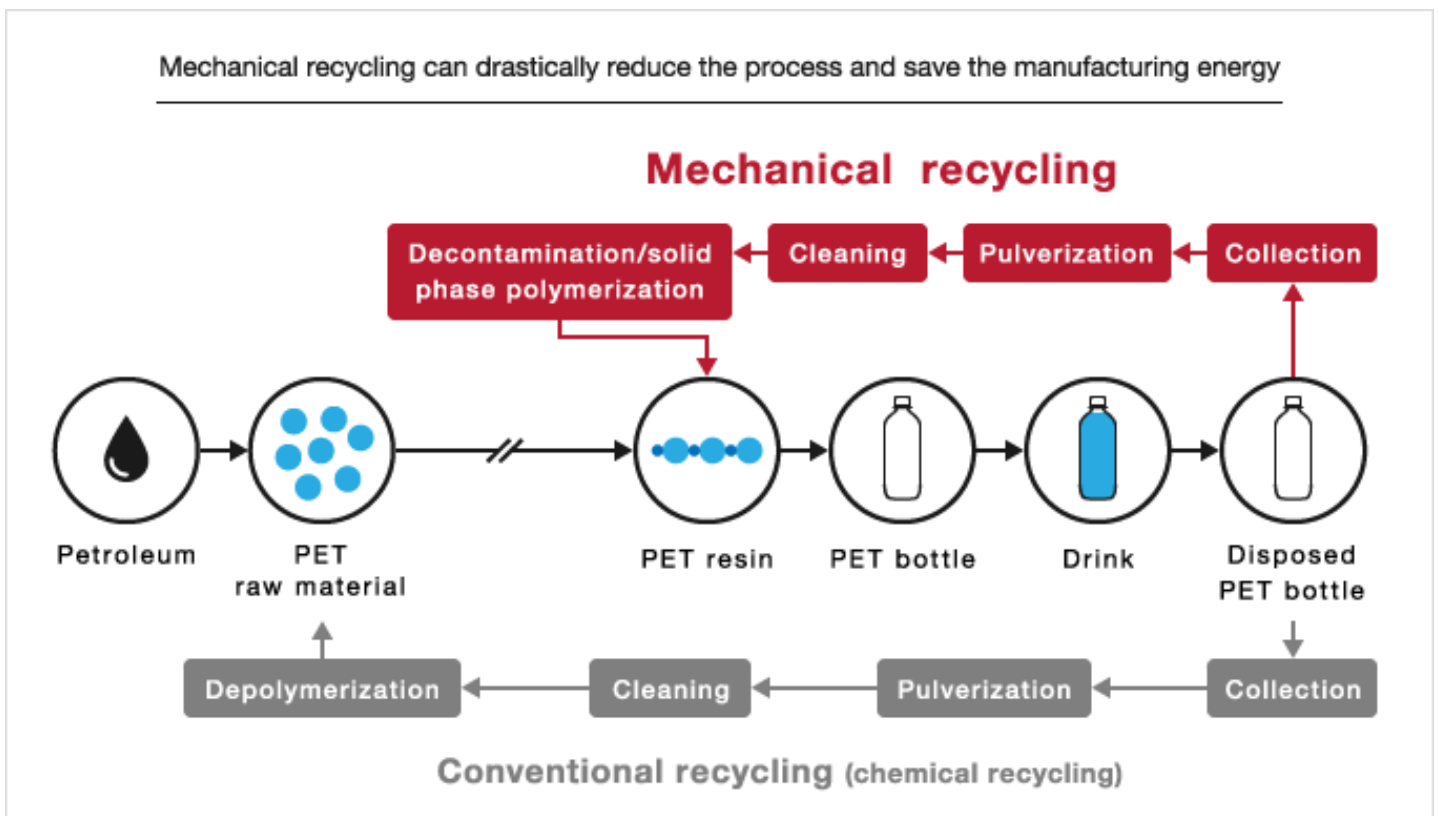 Mechanical recycling can drastically reduce the process and save the manufacturing energy
Mechanical recycling
Decontamination/solid
phase polymerization
Cleaning
Pulverization
Collection
Petroleum
PET
raw material
PET resin
PET bottle
Drink
Disposed
PET bottle
Depolymerization
Cleaning
Pulverization
Collection
Conventional recycling (chemical recycling)